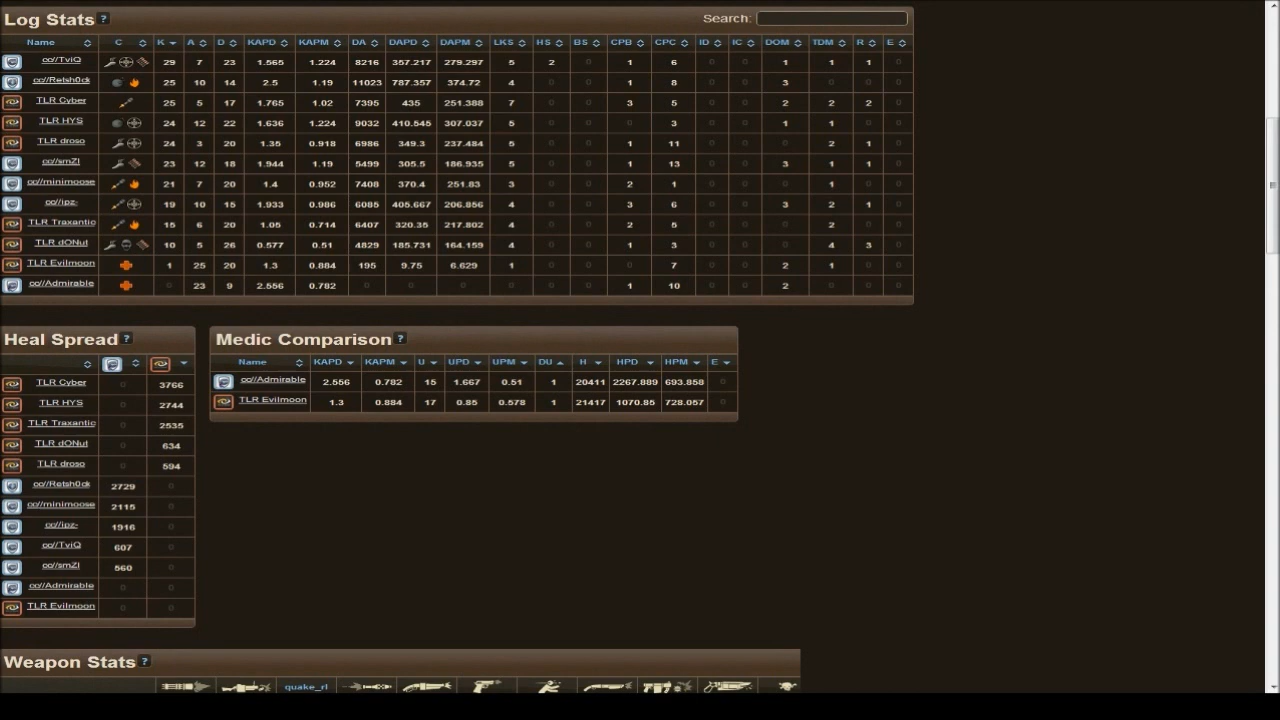 Log Stats ? Search:
Name C K A D KAPD KAPM DA DAPD DAPM LKS HS BS CPB CPC ID IC DOM TDM R E
cc//TviQ 29 7 23 1.565 1.224 8216 357.217 279.297 5 2 0 1 6 0 0 1 1 1 0
cc//Retsh0ck 25 10 14 2.5 1.19 11023 787.357 374.72 4 0 0 1 8 0 0 3 0 0 0
TLR Cyber 25 5 17 1.765 1.02 7395 435 251.388 7 0 0 3 5 0 0 2 2 2 0
TLR HYS 24 12 22 1.636 1.224 9032 410.545 307.037 5 0 0 0 3 0 0 1 1 0 0
TLR droso 24 3 20 1.35 0.918 6986 349.3 237.484 5 0 0 1 11 0 0 0 2 1 0
cc//smZI 23 12 18 1.944 1.19 5499 305.5 186.935 5 0 0 1 13 0 0 3 1 1 0
cc//minimoose 21 7 20 1.4 0.952 7408 370.4 251.83 3 0 0 2 1 0 0 0 1 0 0
cc//ipz- 19 10 15 1.933 0.986 6085 405.667 206.856 4 0 0 3 6 0 0 3 2 1 0
TLR Traxantic 15 6 20 1.05 0.714 6407 320.35 217.802 4 0 0 2 5 0 0 0 2 0 0
TLR dONut 10 5 26 0.577 0.51 4829 185.731 164.159 4 0 0 1 3 0 0 0 4 3 0
TLR Evilmoon 1 25 20 1.3 0.884 195 9.75 6.629 1 0 0 0 7 0 0 2 1 0 0
cc//Admirable 0 23 9 2.556 0.782 0 0 0 0 0 0 1 10 0 0 2 0 0 0
Heal Spread ?
TLR Cyber 0 3766
TLR HYS 0 2744
TLR Traxantic 0 2535
TLR dONut 0 634
TLR droso 0 594
cc//Retsh0ck 2729 0
cc//minimoose 2115 0
cc//ipz- 1916 0
cc//TviQ 607 0
cc//smZI 560 0
cc//Admirable 0 0
TLR Evilmoon 0 0
Medic Comparison ?
Name KAPD KAPM U UPD UPM DU H HPD HPM E
cc//Admirable 2.556 0.782 15 1.667 0.51 1 20411 2267.889 693.858 0
TLR Evilmoon 1.3 0.884 17 0.85 0.578 1 21417 1070.85 728.057 0
Weapon Stats ?
quake_rl